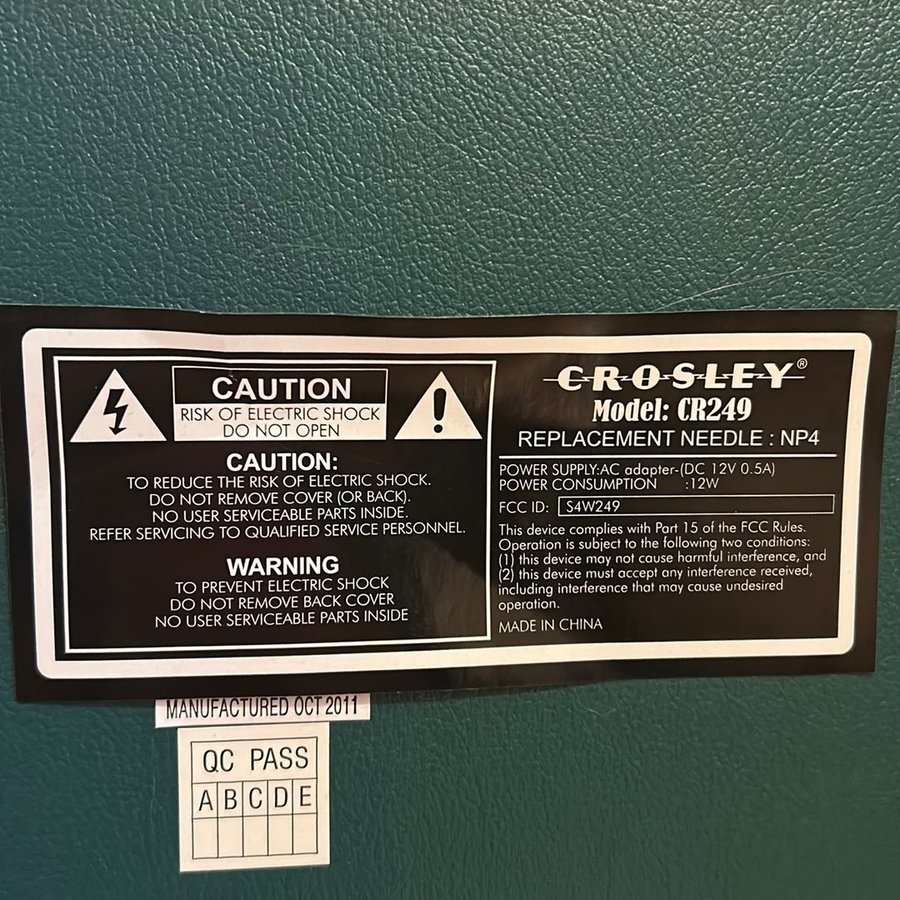 CAUTION
RISK OF ELECTRIC SHOCK
DO NOT OPEN
CAUTION:
TO REDUCE THE RISK OF ELECTRIC SHOCK.
DO NOT REMOVE COVER (OR BACK).
NO USER SERVICEABLE PARTS INSIDE.
REFER SERVICING TO QUALIFIED SERVICE PERSONNEL.
WARNING
TO PREVENT ELECTRIC SHOCK
DO NOT REMOVE BACK COVER
NO USER SERVICEABLE PARTS INSIDE
CROSLEY®
Model: CR249
REPLACEMENT NEEDLE : NP4
POWER SUPPLY:AC adapter-(DC 12V 0.5A)
POWER CONSUMPTION :12W
FCC ID: S4W249
This device complies with Part 15 of the FCC Rules.
Operation is subject to the following two conditions:
(1) this device may not cause harmful interference, and
(2) this device must accept any interference received,
including interference that may cause undesired
operation.
MADE IN CHINA
MANUFACTURED OCT 2011
QC PASS
A B C D E